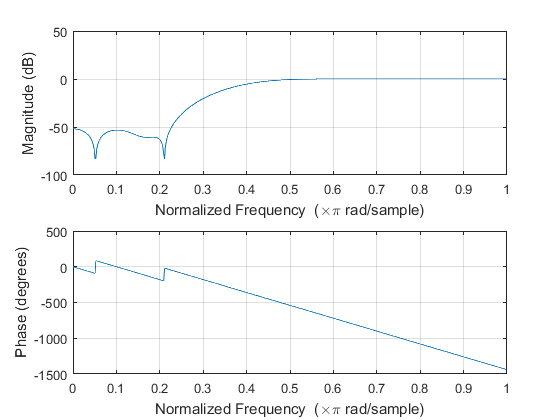 50
0
-50
-100
Magnitude (dB)
0 0.1 0.2 0.3 0.4 0.5 0.6 0.7 0.8 0.9 1
Normalized Frequency (×π rad/sample)
500
0
-500
-1000
-1500
Phase (degrees)
0 0.1 0.2 0.3 0.4 0.5 0.6 0.7 0.8 0.9 1
Normalized Frequency (×π rad/sample)